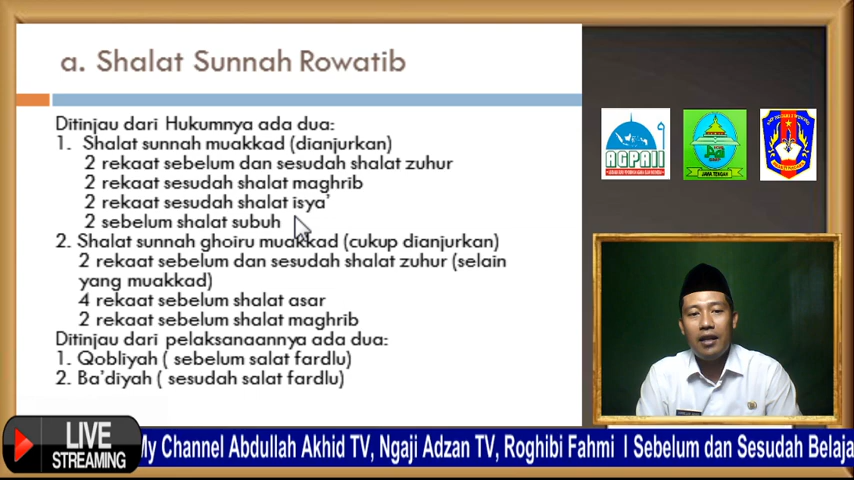 a. Shalat Sunnah Rowatib
Ditinjau dari Hukumnya ada dua:
1. Shalat sunnah muakkad (dianjurkan)
2 rekaat sebelum dan sesudah shalat zuhur
2 rekaat sesudah shalat maghrib
2 rekaat sesudah shalat isya'
2 sebelum shalat subuh
2. Shalat sunnah ghoiru muakkad (cukup dianjurkan)
2 rekaat sebelum dan sesudah shalat zuhur (selain
yang muakkad)
4 rekaat sebelum shalat asar
2 rekaat sebelum shalat maghrib
Ditinjau dari pelaksanaannya ada dua:
1. Qobliyah ( sebelum salat fardlu)
2. Ba'diyah ( sesudah salat fardlu)
AGPAII
JAWA TENGAH
LIVE
STREAMING
My Channel Abdullah Akhid TV, Ngaji Adzan TV, Roghibi Fahmi I Sebelum dan Sesudah Belaja